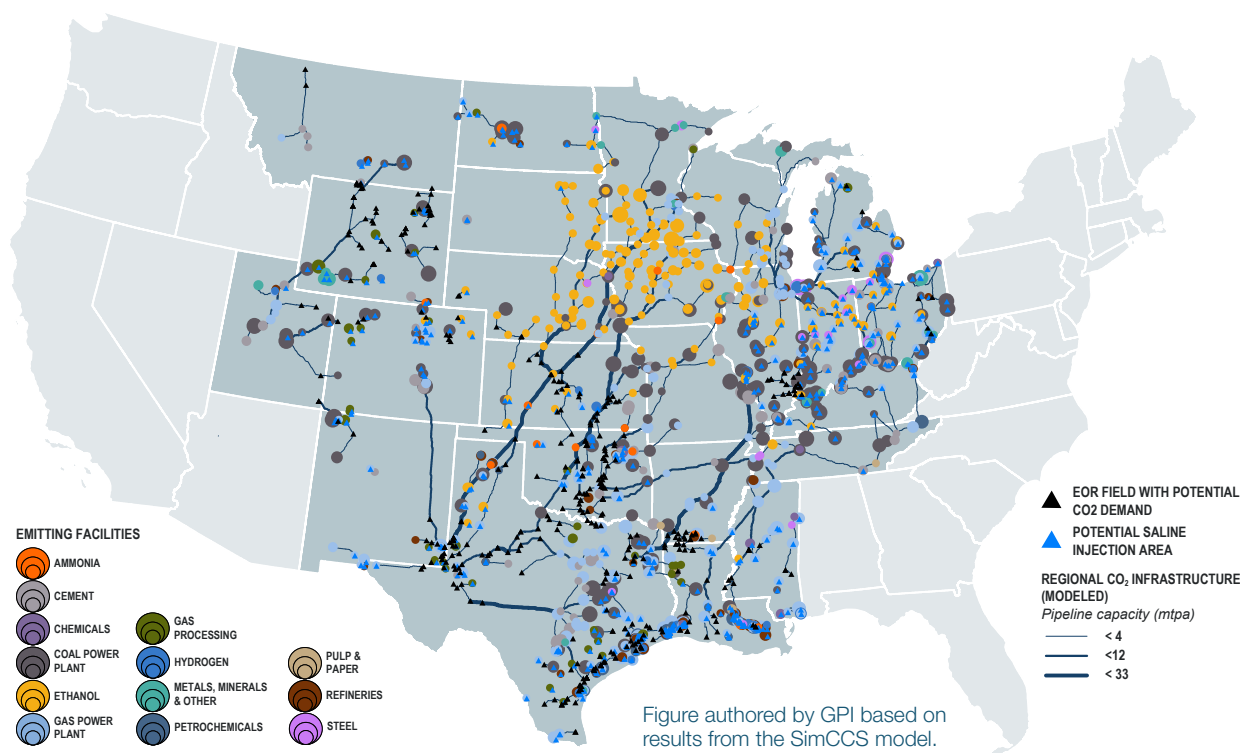 EMITTING FACILITIES
AMMONIA
CEMENT
CHEMICALS
COAL POWER
PLANT
ETHANOL
GAS POWER
PLANT
GAS
PROCESSING
HYDROGEN
METALS, MINERALS
& OTHER
PETROCHEMICALS
PULP &
PAPER
REFINERIES
STEEL
EOR FIELD WITH POTENTIAL
CO2 DEMAND
POTENTIAL SALINE
INJECTION AREA
REGIONAL CO₂ INFRASTRUCTURE
(MODELED)
Pipeline capacity (mtpa)
< 4
<12
< 33
Figure authored by GPI based on
results from the SimCCS model.